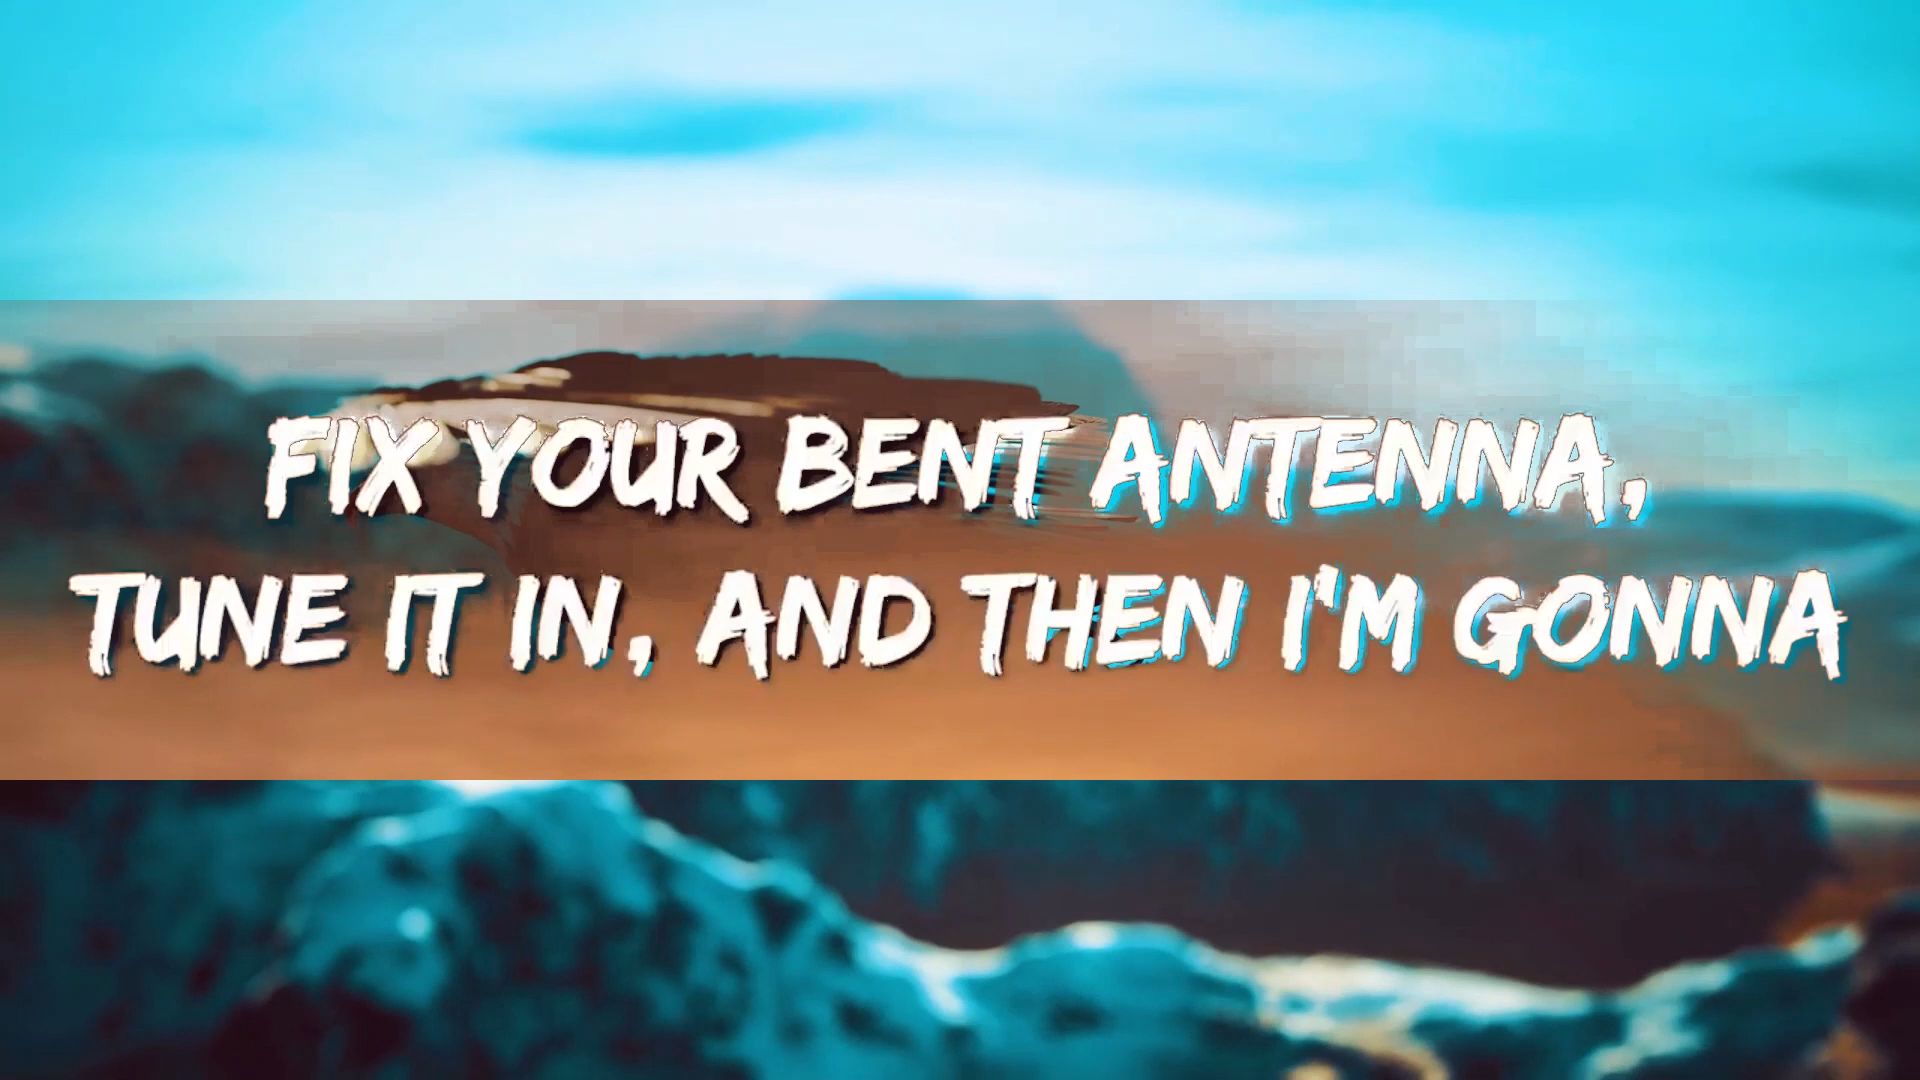 FIX YOUR BENT ANTENNA,
TUNE IT IN, AND THEN I'M GONNA